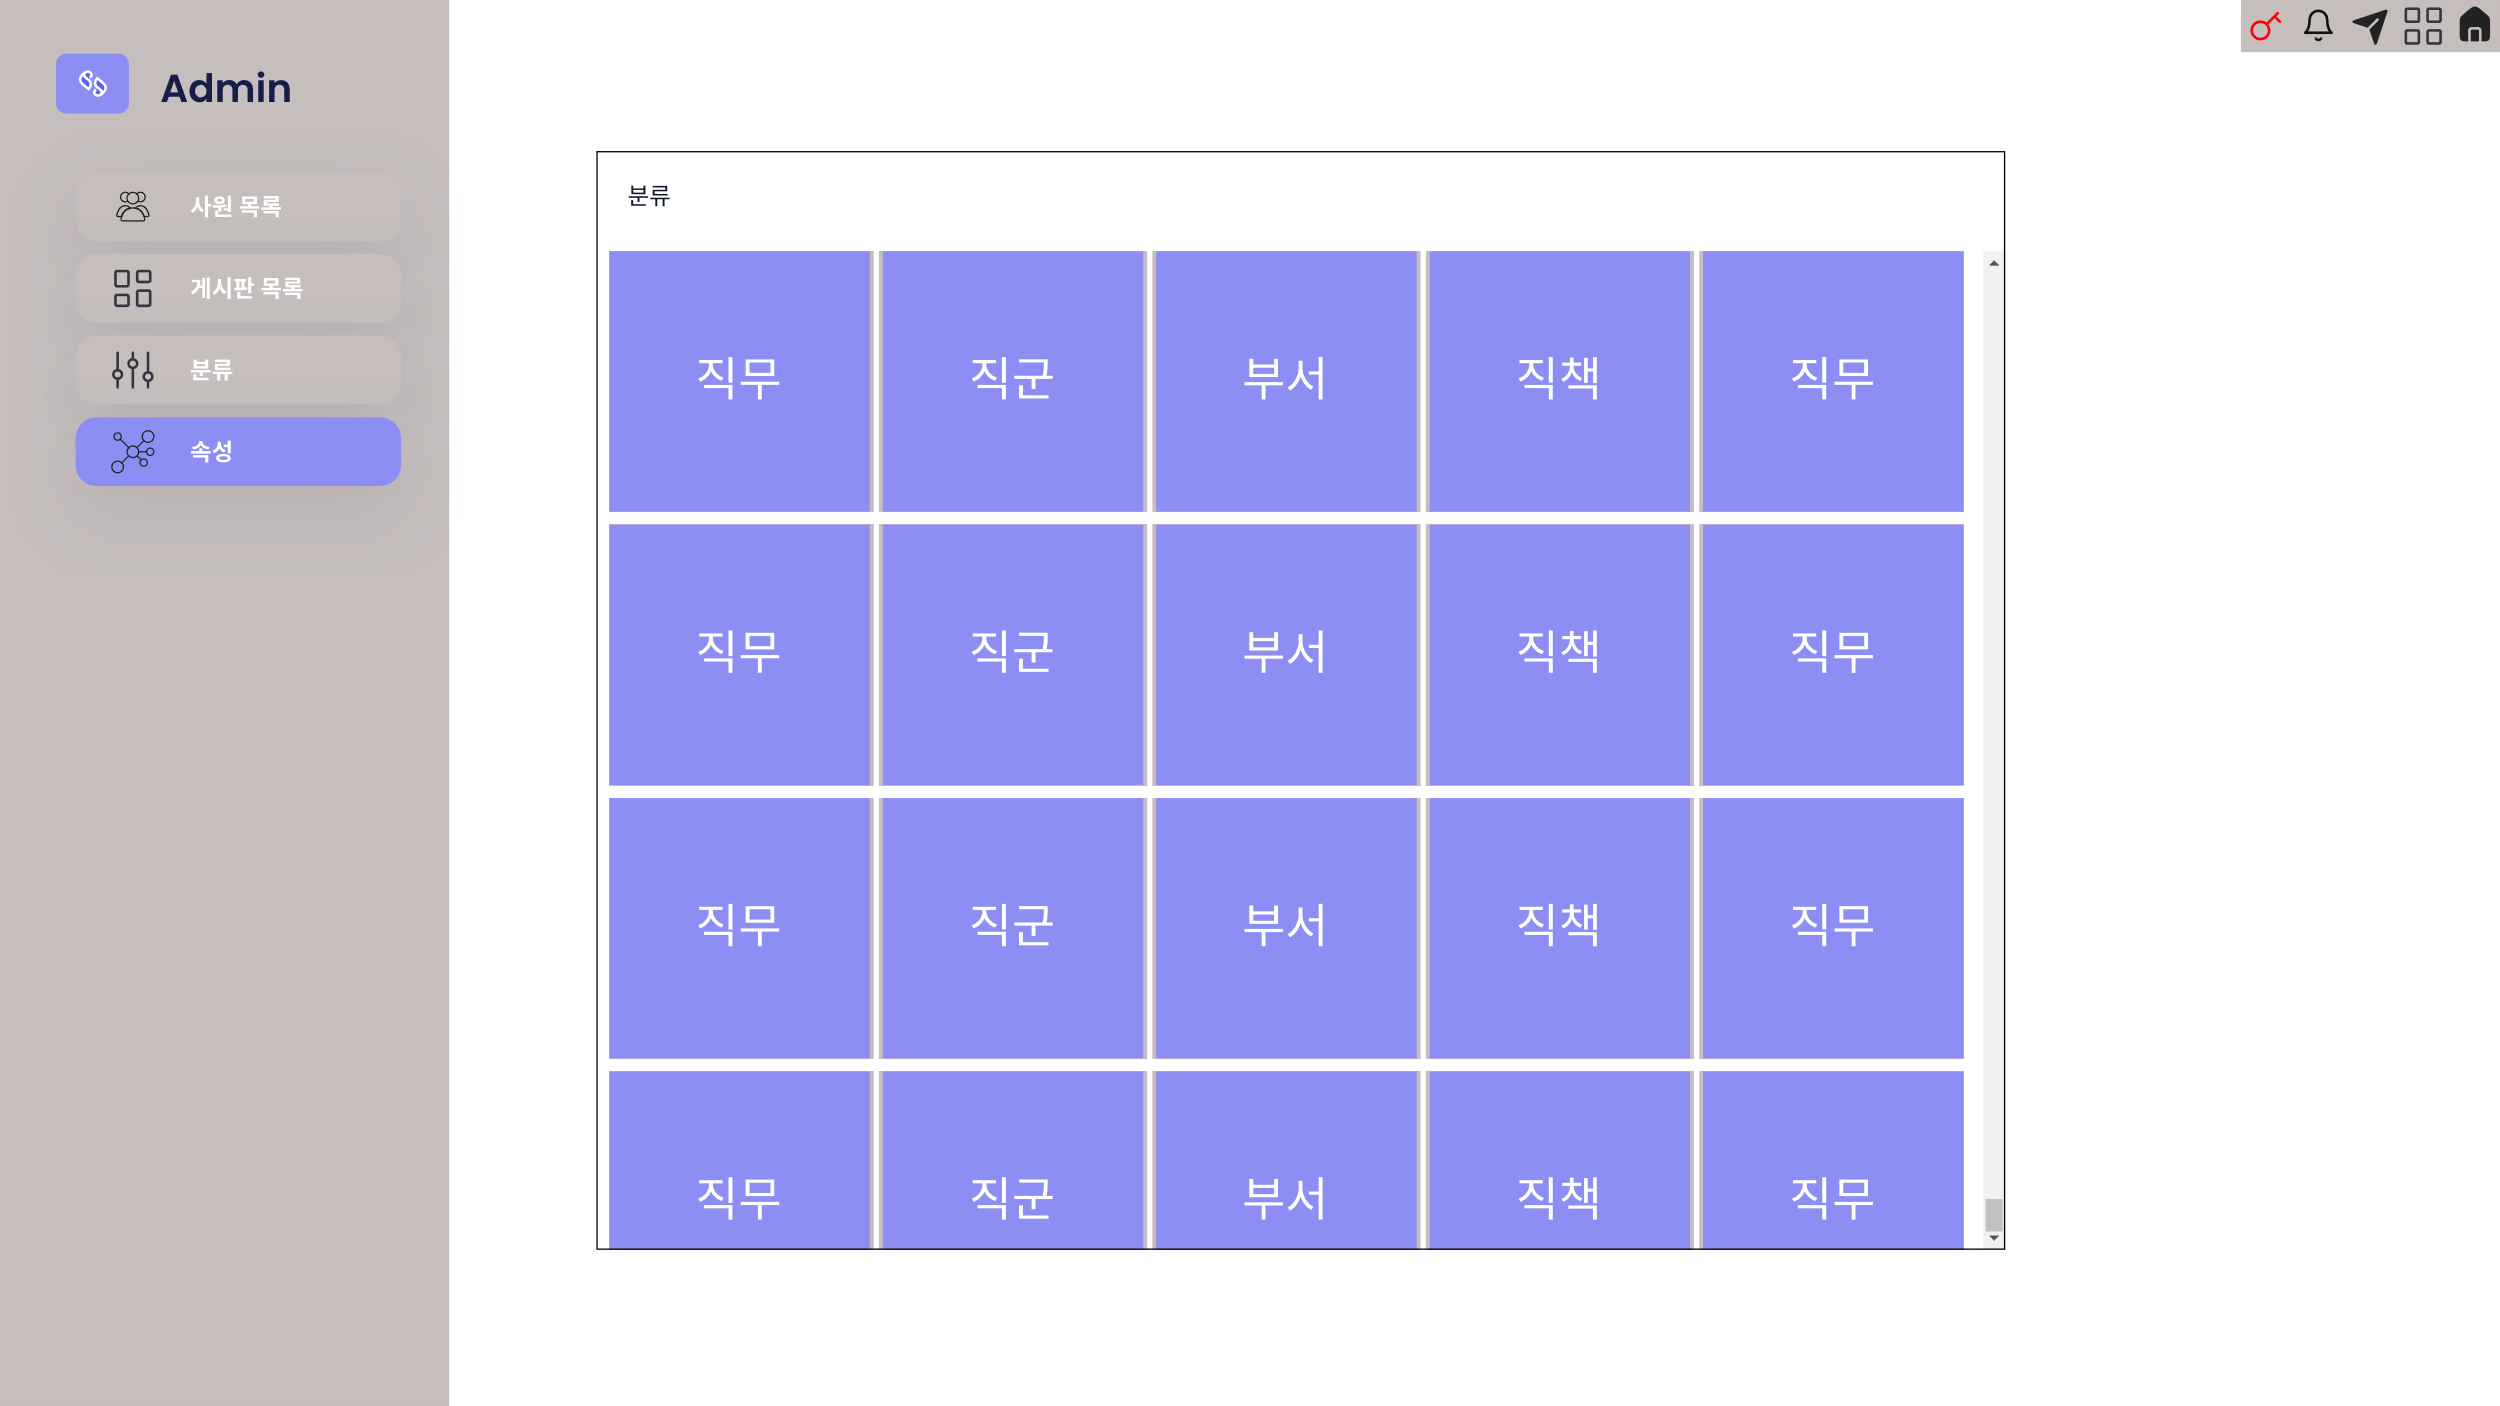 Admin
사원 목록
게시판 목록
분류
속성
분류
직무 직군 부서 직책 직무
직무 직군 부서 직책 직무
직무 직군 부서 직책 직무
직무 직군 부서 직책 직무